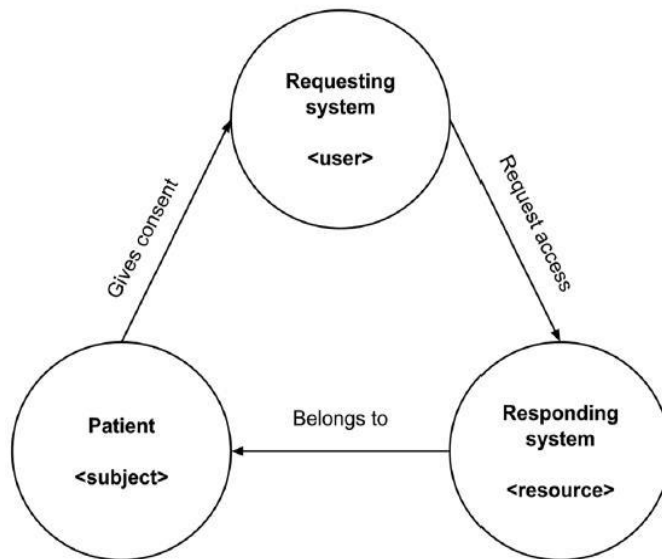 Requesting
system
<user>
Gives consent
Request access
Patient
<subject>
Belongs to
Responding
system
<resource>